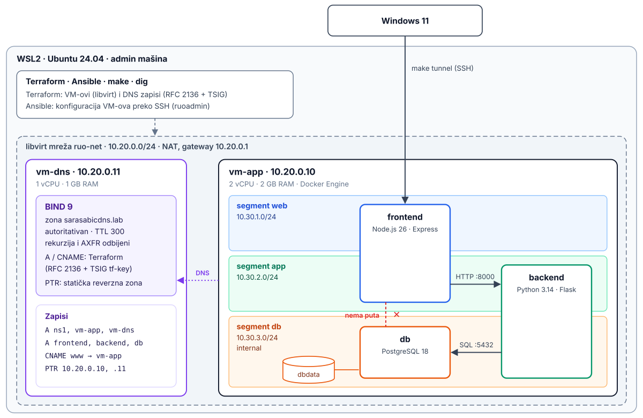 Windows 11
WSL2 · Ubuntu 24.04 · admin mašina
make tunnel (SSH)
Terraform · Ansible · make · dig
Terraform: VM-ovi (libvirt) i DNS zapisi (RFC 2136 + TSIG)
Ansible: konfiguracija VM-ova preko SSH (ruoadmin)
libvirt mreža ruo-net · 10.20.0.0/24 · NAT, gateway 10.20.0.1
vm-dns · 10.20.0.11
1 vCPU · 1 GB RAM
BIND 9
zona sarasabicdns.lab
autoritativan · TTL 300
rekurzija i AXFR odbijeni
A / CNAME: Terraform
(RFC 2136 + TSIG tf-key)
PTR: statička reverzna zona
Zapisi
A ns1, vm-app, vm-dns
A frontend, backend, db
CNAME www → vm-app
PTR 10.20.0.10, .11
DNS
vm-app · 10.20.0.10
2 vCPU · 2 GB RAM · Docker Engine
segment web
10.30.1.0/24
frontend
Node.js 26 · Express
segment app
10.30.2.0/24
HTTP :8000
backend
Python 3.14 · Flask
nema puta ✕
segment db
10.30.3.0/24
internal
db
PostgreSQL 18
SQL :5432
dbdata